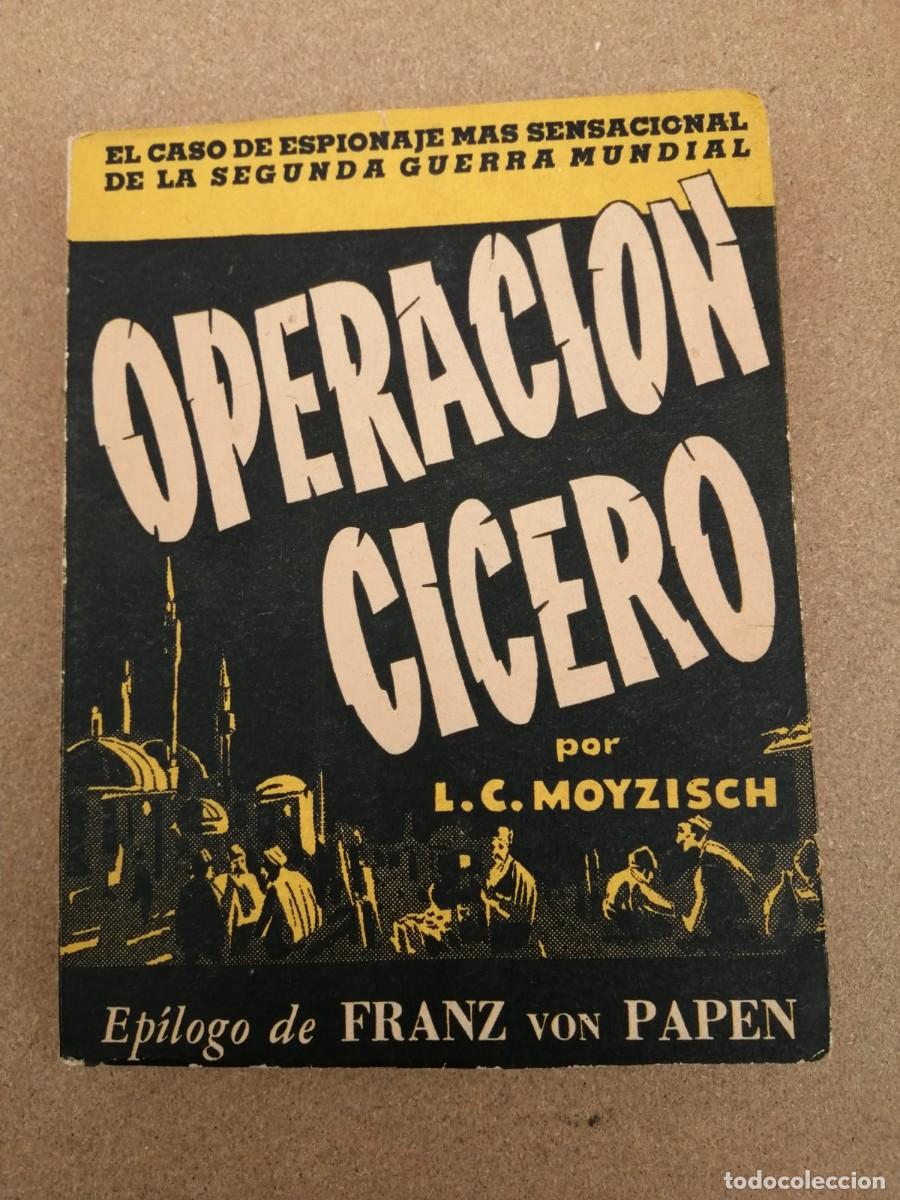 EL CASO DE ESPIONAJE MAS SENSACIONAL
DE LA SEGUNDA GUERRA MUNDIAL
OPERACION
CICERO
por
L.C. MOYZISCH
Epílogo de FRANZ VON PAPEN
todocoleccion